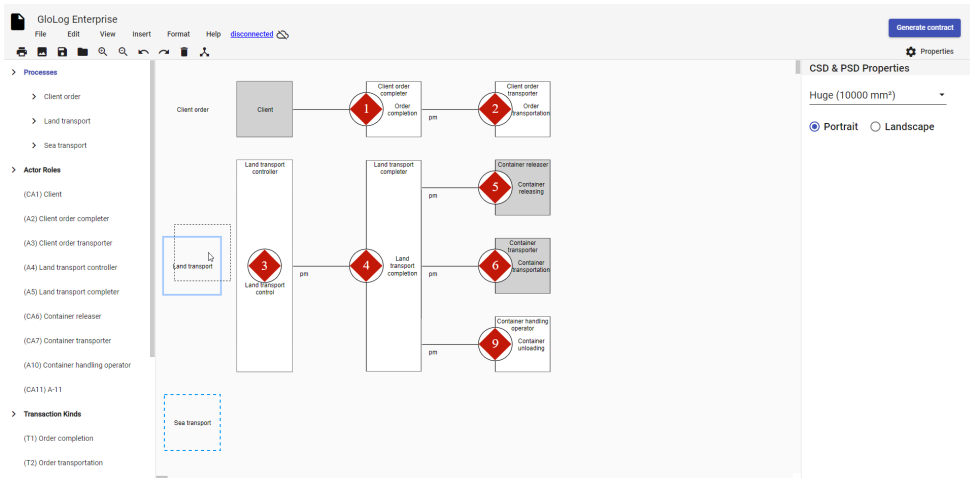 GloLog Enterprise
File Edit View Insert Format Help disconnected
Generate contract
Properties
Processes
Client order
Land transport
Sea transport
Actor Roles
(CA1) Client
(A2) Client order completer
(A3) Client order transporter
(A4) Land transport controller
(A5) Land transport completer
(CA6) Container releaser
(CA7) Container transporter
(A10) Container handling operator
(CA11) A-11
Transaction Kinds
(T1) Order completion
(T2) Order transportation
Client order
Client
Client order
completer
1
Order
completion
pm
Client order
transporter
2
Order
transportation
Land transport
Land transport
controller
3
Land transport
control
pm
Land transport
completer
4
Land
transport
completion
pm
Container releaser
5
Container
releasing
pm
Container
transporter
6
Container
transportation
pm
Container handling
operator
9
Container
unloading
Sea transport
CSD & PSD Properties
Huge (10000 mm²)
Portrait Landscape